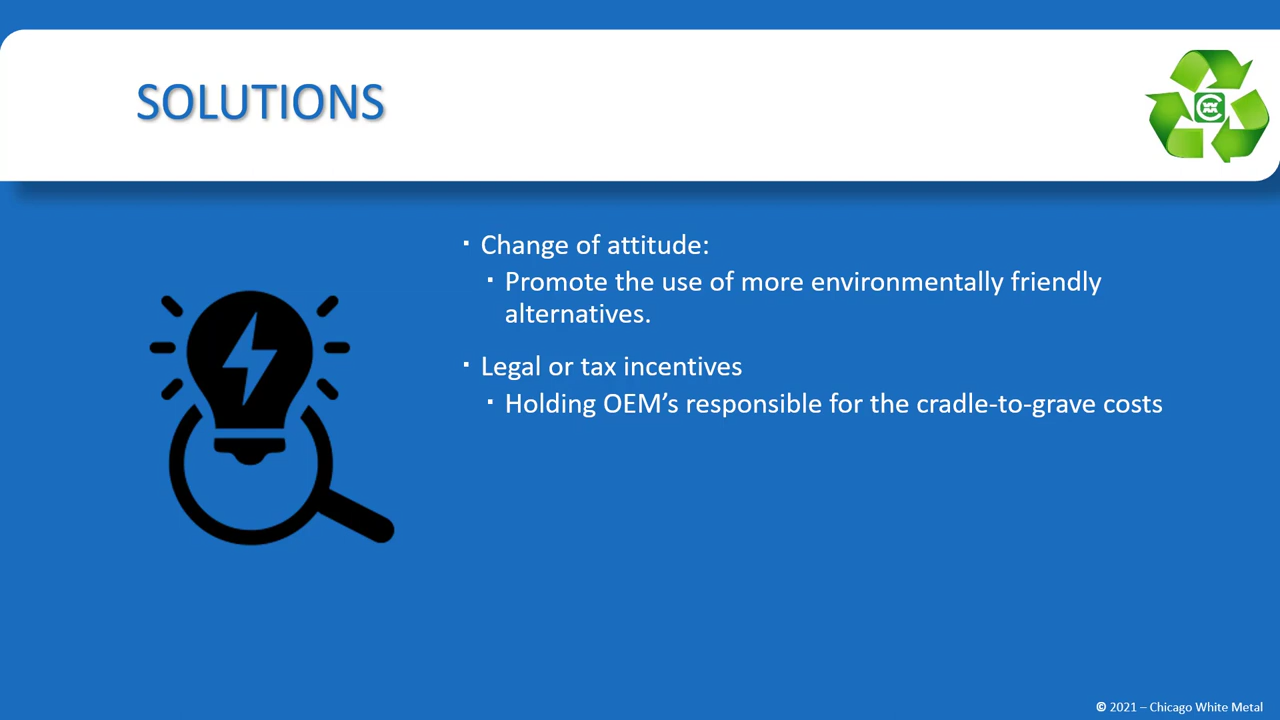 SOLUTIONS
▪ Change of attitude:
▪ Promote the use of more environmentally friendly
alternatives.
▪ Legal or tax incentives
▪ Holding OEM’s responsible for the cradle-to-grave costs
© 2021 – Chicago White Metal